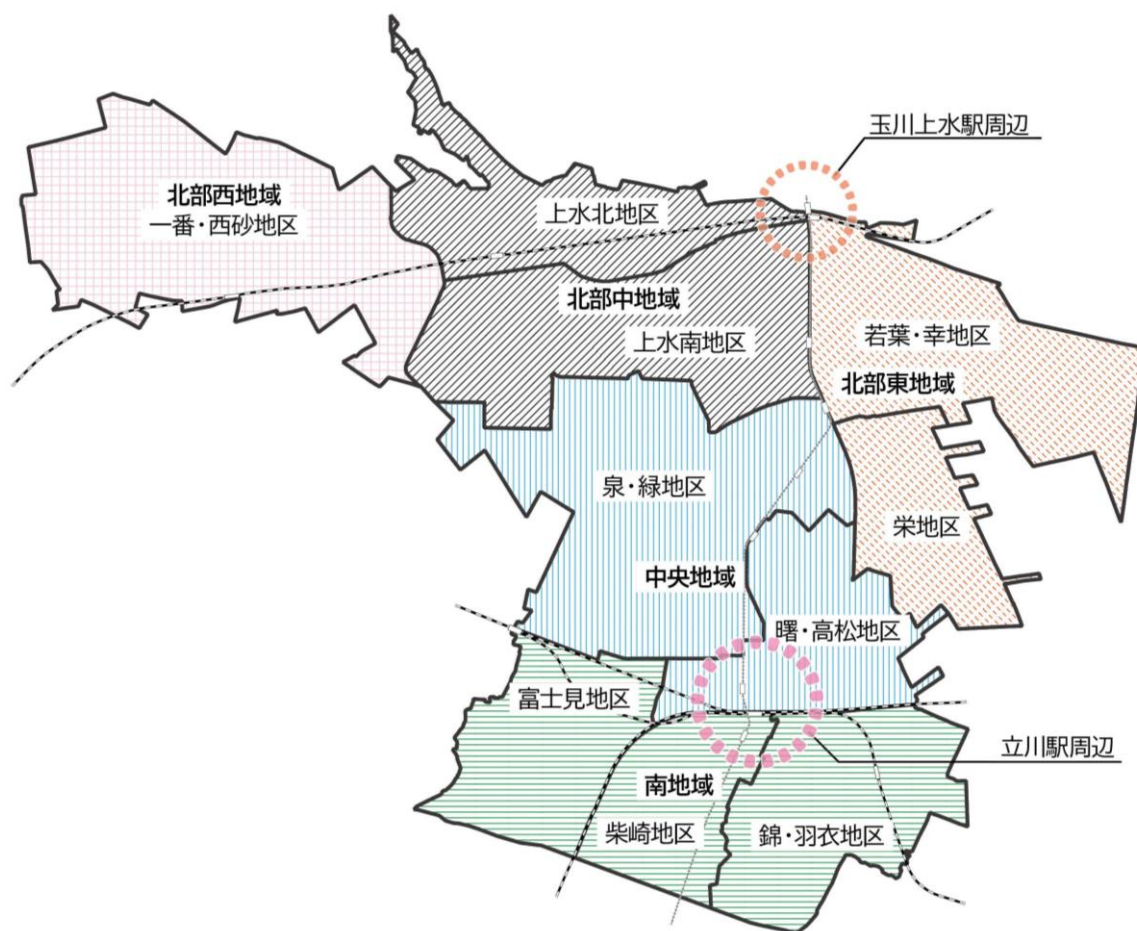 玉川上水駅周辺
北部西地域
一番・西砂地区
上水北地区
北部中地域
上水南地区
若葉・幸地区
北部東地域
泉・緑地区
栄地区
中央地域
曙・高松地区
富士見地区
立川駅周辺
南地域
柴崎地区
錦・羽衣地区